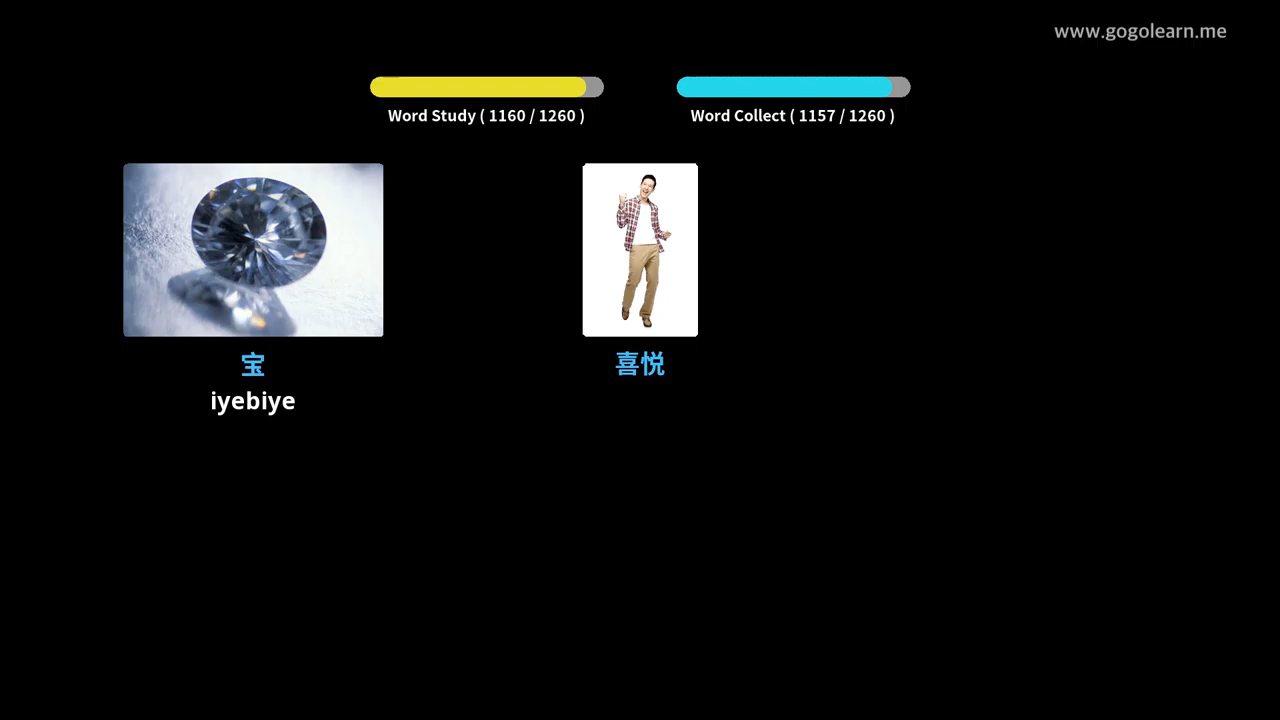 www.gogolearn.me
Word Study ( 1160 / 1260 )
Word Collect ( 1157 / 1260 )
宝
喜悦
iyebiye